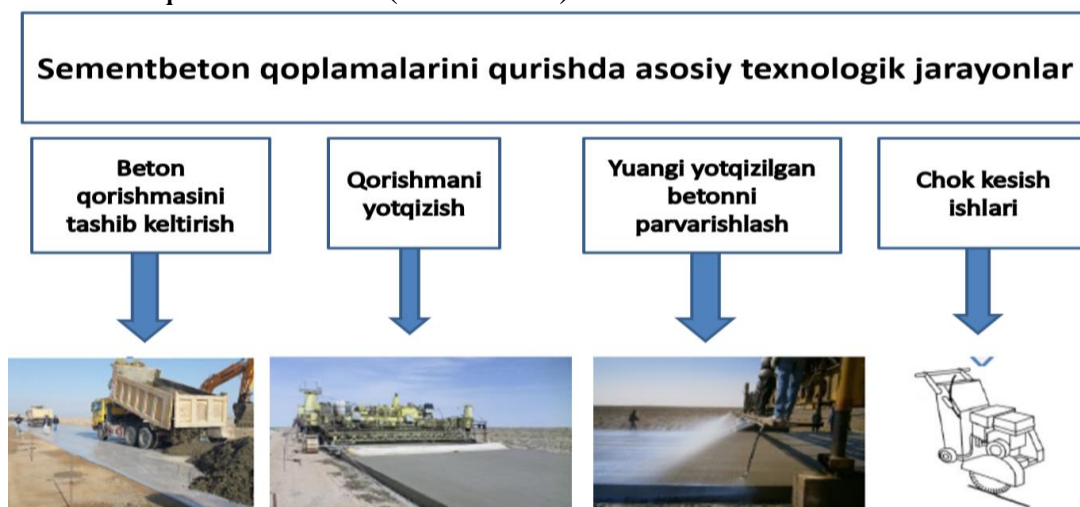 Sementbeton qoplamalarini qurishda asosiy texnologik jarayonlar
Beton
qorishmasini
tashib keltirish
Qorishmani
yotqizish
Yuangi yotqizilgan
betonni
parvarishlash
Chok kesish
ishlari